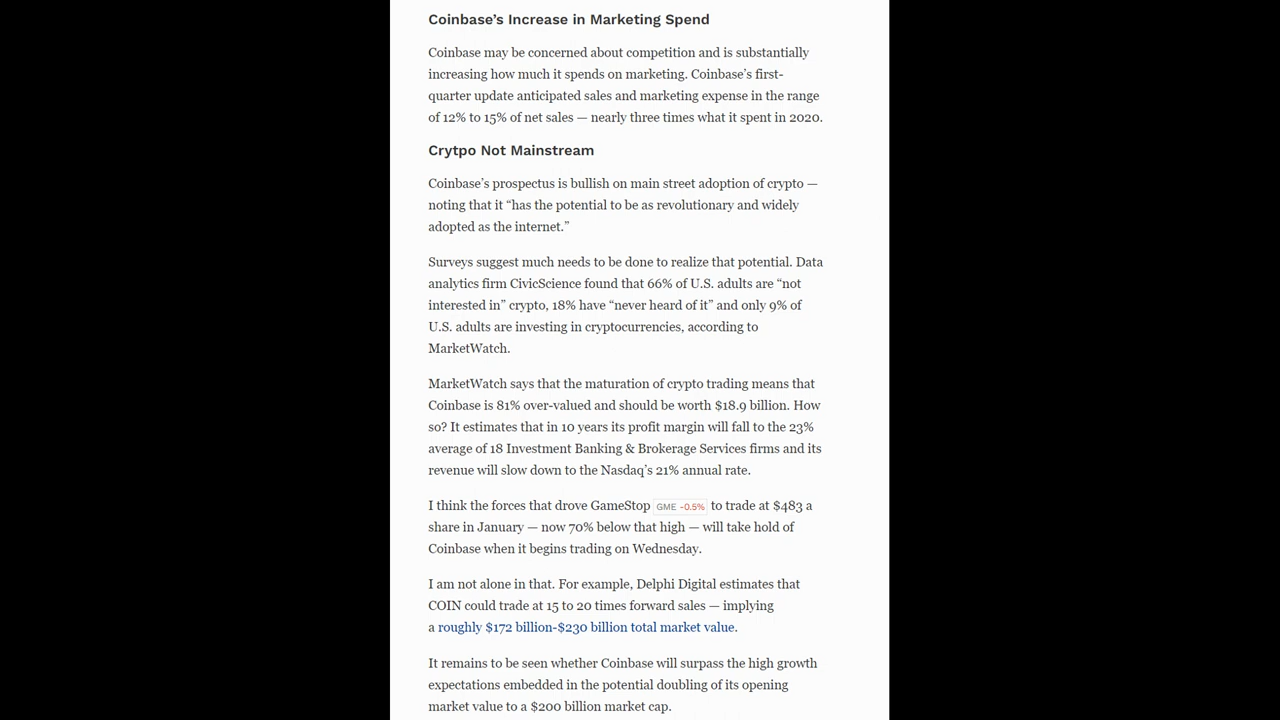 Coinbase’s Increase in Marketing Spend
Coinbase may be concerned about competition and is substantially
increasing how much it spends on marketing. Coinbase’s first-
quarter update anticipated sales and marketing expense in the range
of 12% to 15% of net sales — nearly three times what it spent in 2020.
Crytpo Not Mainstream
Coinbase’s prospectus is bullish on main street adoption of crypto —
noting that it “has the potential to be as revolutionary and widely
adopted as the internet.”
Surveys suggest much needs to be done to realize that potential. Data
analytics firm CivicScience found that 66% of U.S. adults are “not
interested in” crypto, 18% have “never heard of it” and only 9% of
U.S. adults are investing in cryptocurrencies, according to
MarketWatch.
MarketWatch says that the maturation of crypto trading means that
Coinbase is 81% over-valued and should be worth $18.9 billion. How
so? It estimates that in 10 years its profit margin will fall to the 23%
average of 18 Investment Banking & Brokerage Services firms and its
revenue will slow down to the Nasdaq’s 21% annual rate.
I think the forces that drove GameStop GME -0.5% to trade at $483 a
share in January — now 70% below that high — will take hold of
Coinbase when it begins trading on Wednesday.
I am not alone in that. For example, Delphi Digital estimates that
COIN could trade at 15 to 20 times forward sales — implying
a roughly $172 billion-$230 billion total market value.
It remains to be seen whether Coinbase will surpass the high growth
expectations embedded in the potential doubling of its opening
market value to a $200 billion market cap.